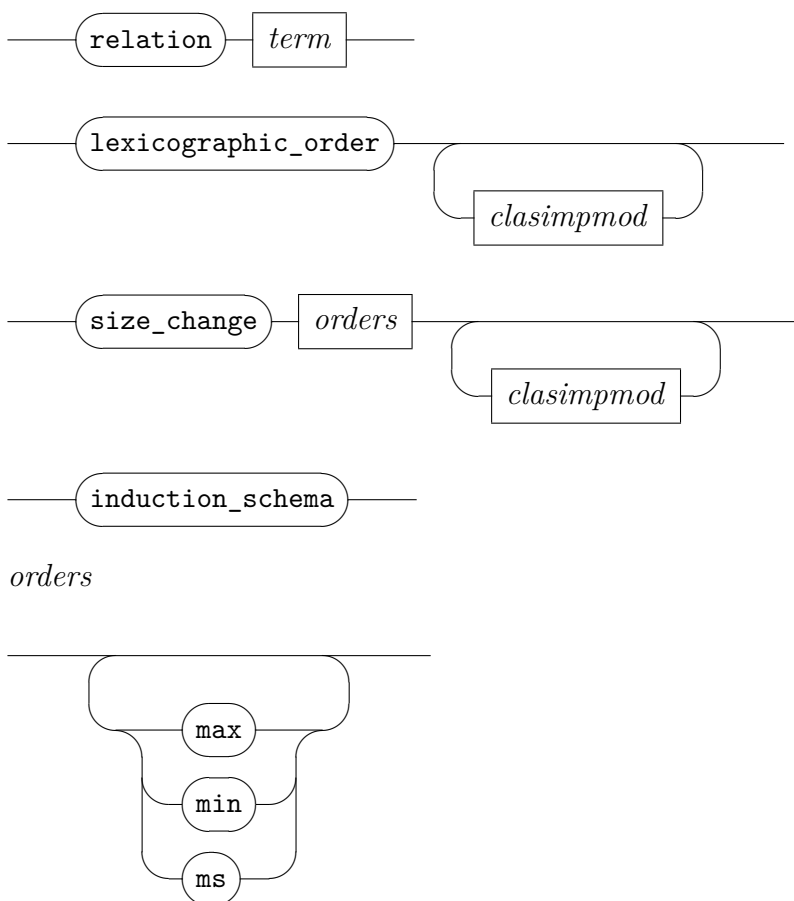 relation term
lexicographic_order
clasimpmod
size_change orders
clasimpmod
induction_schema
orders
max
min
ms